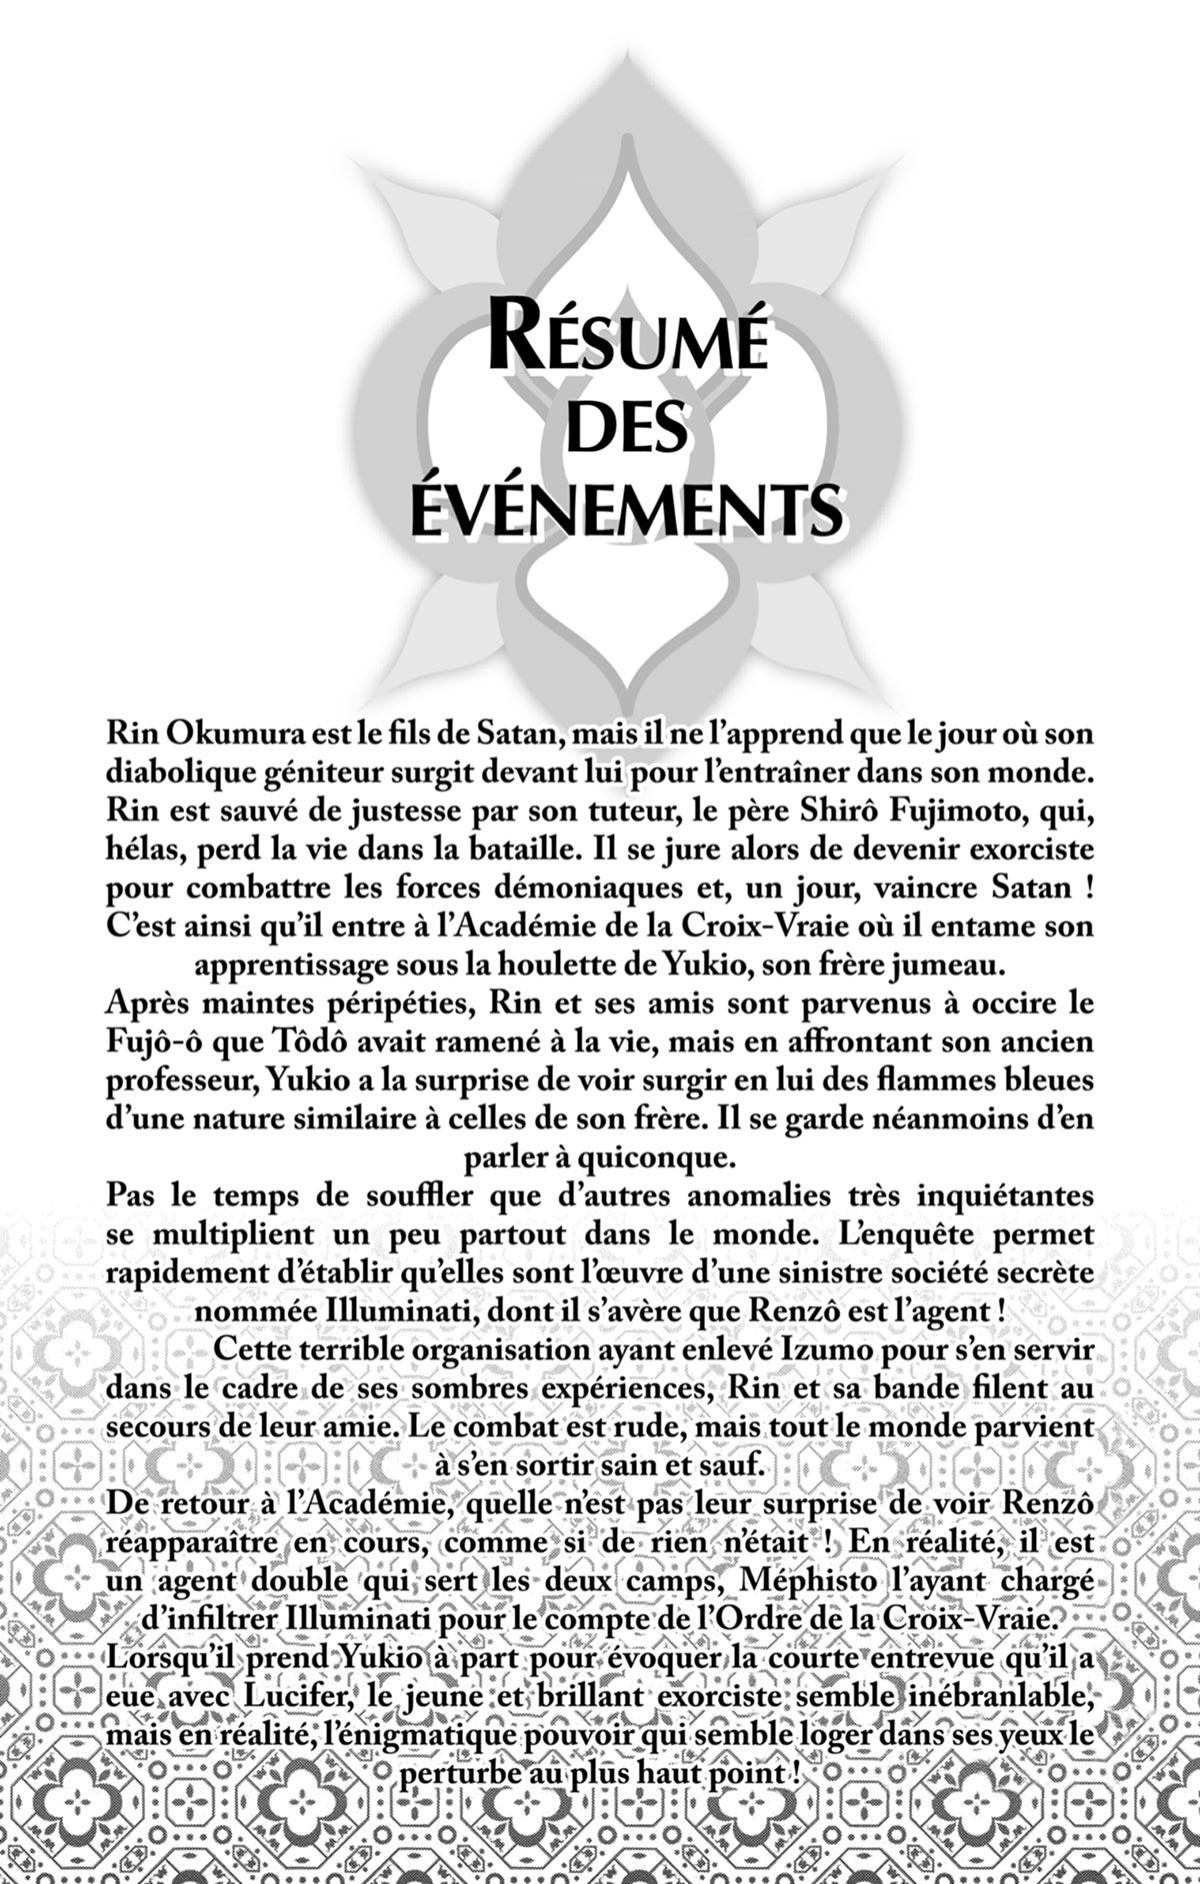 RÉSUMÉ
DES
ÉVÉNEMENTS
Rin Okumura est le fils de Satan, mais il ne l’apprend que le jour où son
diabolique géniteur surgit devant lui pour l’entraîner dans son monde.
Rin est sauvé de justesse par son tuteur, le père Shirô Fujimoto, qui,
hélas, perd la vie dans la bataille. Il se jure alors de devenir exorciste
pour combattre les forces démoniaques et, un jour, vaincre Satan !
C’est ainsi qu’il entre à l’Académie de la Croix-Vraie où il entame son
apprentissage sous la houlette de Yukio, son frère jumeau.
Après maintes péripéties, Rin et ses amis sont parvenus à occire le
Fujô-ô que Tôdô avait ramené à la vie, mais en affrontant son ancien
professeur, Yukio a la surprise de voir surgir en lui des flammes bleues
d’une nature similaire à celles de son frère. Il se garde néanmoins d’en
parler à quiconque.
Pas le temps de souffler que d’autres anomalies très inquiétantes
se multiplient un peu partout dans le monde. L’enquête permet
rapidement d’établir qu’elles sont l’œuvre d’une sinistre société secrète
nommée Illuminati, dont il s’avère que Renzô est l’agent !
Cette terrible organisation ayant enlevé Izumo pour s’en servir
dans le cadre de ses sombres expériences, Rin et sa bande filent au
secours de leur amie. Le combat est rude, mais tout le monde parvient
à s’en sortir sain et sauf.
De retour à l’Académie, quelle n’est pas leur surprise de voir Renzô
réapparaître en cours, comme si de rien n’était ! En réalité, il est
un agent double qui sert les deux camps, Méphisto l’ayant chargé
d’infiltrer Illuminati pour le compte de l’Ordre de la Croix-Vraie.
Lorsqu’il prend Yukio à part pour évoquer la courte entrevue qu’il a
eue avec Lucifer, le jeune et brillant exorciste semble inébranlable,
mais en réalité, l’énigmatique pouvoir qui semble loger dans ses yeux le
perturbe au plus haut point !